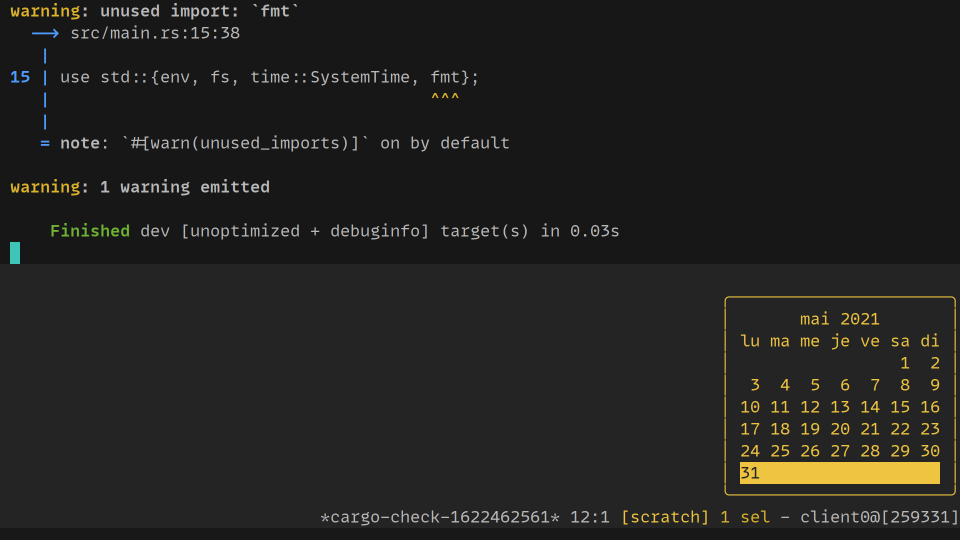 warning: unused import: `fmt`
--> src/main.rs:15:38
|
15 | use std::{env, fs, time::SystemTime, fmt};
| ^^^
|
= note: `#[warn(unused_imports)]` on by default
warning: 1 warning emitted
Finished dev [unoptimized + debuginfo] target(s) in 0.03s
mai 2021
lu ma me je ve sa di
1 2
3 4 5 6 7 8 9
10 11 12 13 14 15 16
17 18 19 20 21 22 23
24 25 26 27 28 29 30
31
*cargo-check-1622462561* 12:1 [scratch] 1 sel - client0@[259331]